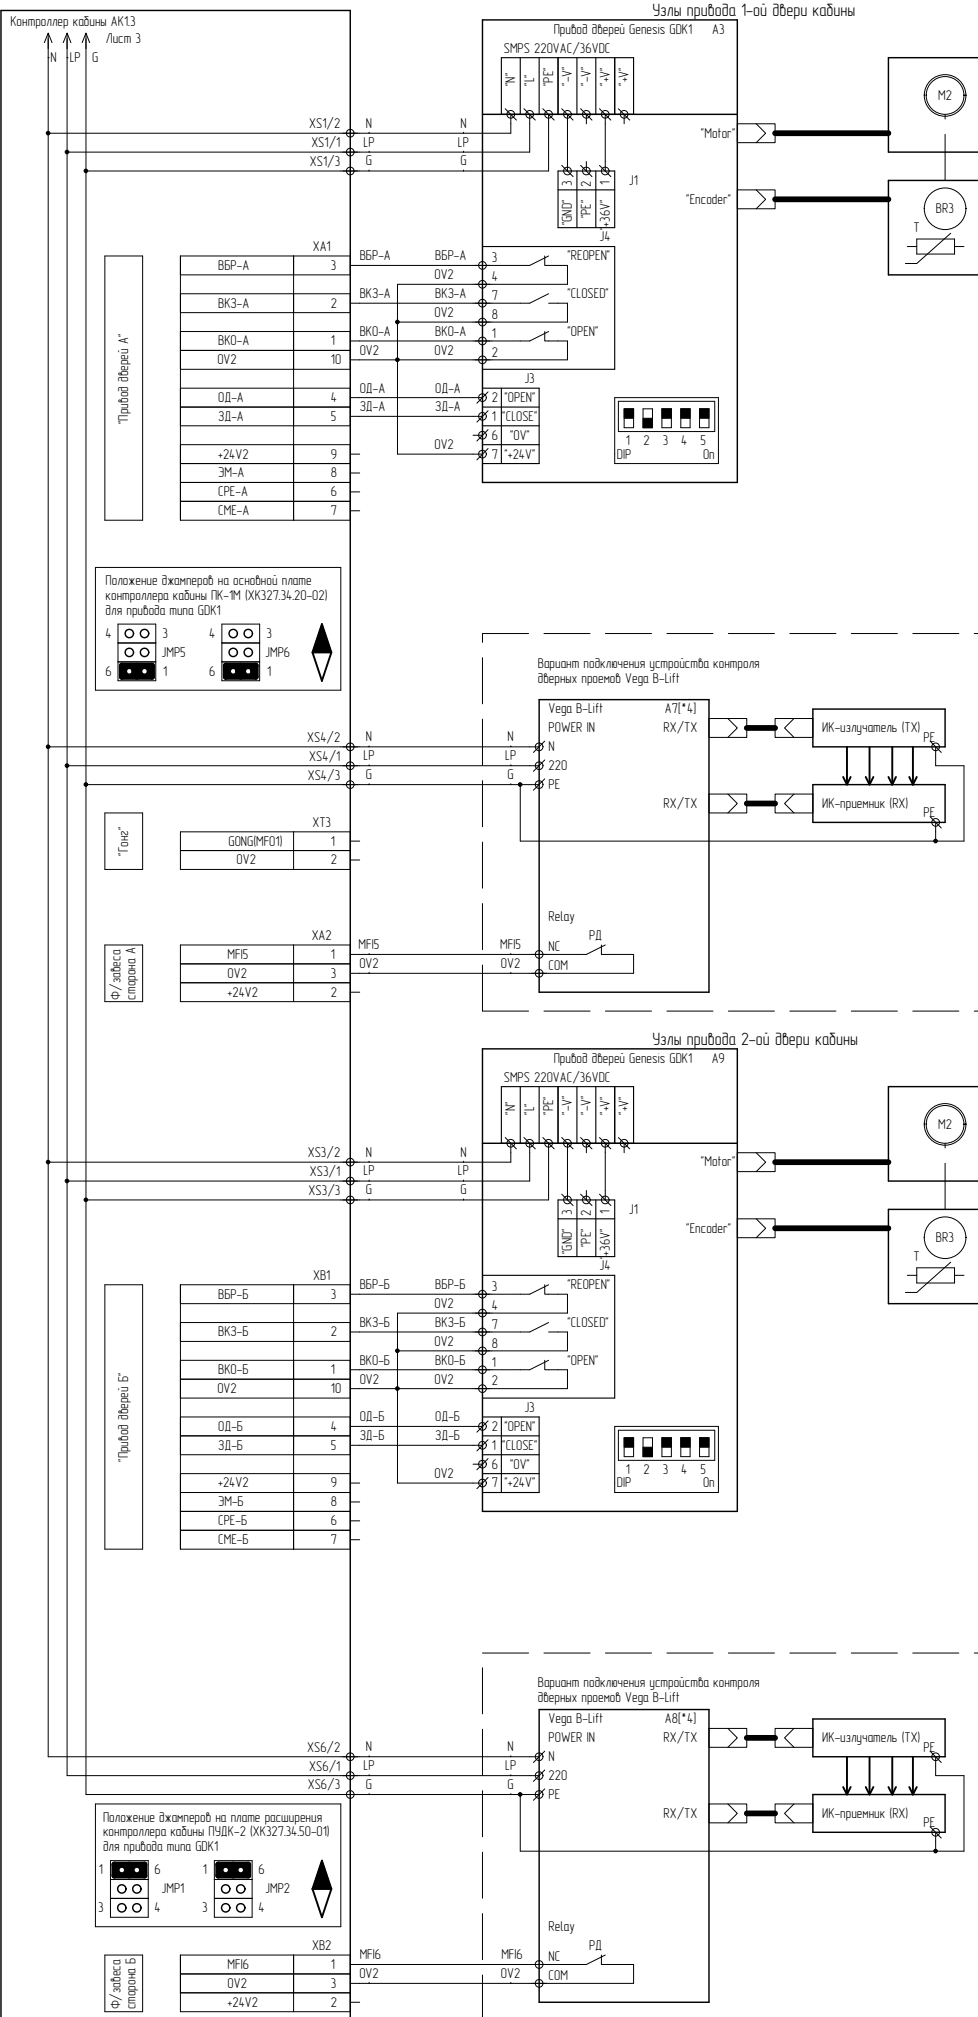 Узлы привода 1-ой двери кабины
Контроллер кабины АК1.3
Лист 3
N LP G
Привод дверей Genesis GDK1 А3
SMPS 220VAC/36VDC
"N" "L" "PE" "-V" "-V" "+V" "+V"
M2
"Motor"
XS1/2 N N
XS1/1 LP LP
XS1/3 G G
3 2 1 J1
"GND" "PE" "+36V"
"Encoder"
BR3
T
J4
XA1
ВБР-А 3 ВБР-А ВБР-А 3 "REOPEN"
0V2 4
ВКЗ-А 2 ВКЗ-А ВКЗ-А 7 "CLOSED"
0V2 8
ВКО-А 1 ВКО-А ВКО-А 1 "OPEN"
0V2 10 0V2 0V2 2
"Привод дверей А"
J3
ОД-А 4 ОД-А ОД-А 2 "OPEN"
ЗД-А 5 ЗД-А ЗД-А 1 "CLOSE"
6 "0V"
0V2 7 "+24V"
+24V2 9
ЭМ-А 8
СРЕ-А 6
СМЕ-А 7
1 2 3 4 5
DIP On
Положение джамперов на основной плате
контроллера кабины ПК-1М (ХК327.34.20-02)
для привода типа GDK1
4 3 4 3
JMP5 JMP6
6 1 6 1
Вариант подключения устройства контроля
дверных проемов Vega B-Lift
Vega B-Lift A7[*4]
POWER IN RX/TX
ИК-излучатель (TX) PE
XS4/2 N N N
XS4/1 LP LP 220
XS4/3 G G PE
RX/TX
ИК-приемник (RX) PE
"Гонг"
XT3
GONG(MFO1) 1
0V2 2
Relay
РД
Ф/завеса
сторона А
XA2
MFI5 1 MFI5 MFI5 NC
0V2 3 0V2 0V2 COM
+24V2 2
Узлы привода 2-ой двери кабины
Привод дверей Genesis GDK1 А9
SMPS 220VAC/36VDC
"N" "L" "PE" "-V" "-V" "+V" "+V"
M2
"Motor"
XS3/2 N N
XS3/1 LP LP
XS3/3 G G
3 2 1 J1
"GND" "PE" "+36V"
"Encoder"
BR3
T
J4
XB1
ВБР-Б 3 ВБР-Б ВБР-Б 3 "REOPEN"
0V2 4
ВКЗ-Б 2 ВКЗ-Б ВКЗ-Б 7 "CLOSED"
0V2 8
ВКО-Б 1 ВКО-Б ВКО-Б 1 "OPEN"
0V2 10 0V2 0V2 2
"Привод дверей Б"
J3
ОД-Б 4 ОД-Б ОД-Б 2 "OPEN"
ЗД-Б 5 ЗД-Б ЗД-Б 1 "CLOSE"
6 "0V"
0V2 7 "+24V"
+24V2 9
ЭМ-Б 8
СРЕ-Б 6
СМЕ-Б 7
1 2 3 4 5
DIP On
Вариант подключения устройства контроля
дверных проемов Vega B-Lift
Vega B-Lift A8[*4]
POWER IN RX/TX
ИК-излучатель (TX) PE
XS6/2 N N N
XS6/1 LP LP 220
XS6/3 G G PE
RX/TX
ИК-приемник (RX) PE
Положение джамперов на плате расширения
контроллера кабины ПУДК-2 (ХК327.34.50-01)
для привода типа GDK1
1 6 1 6
JMP1 JMP2
3 4 3 4
Relay
РД
Ф/завеса
сторона Б
XB2
MFI6 1 MFI6 MFI6 NC
0V2 3 0V2 0V2 COM
+24V2 2